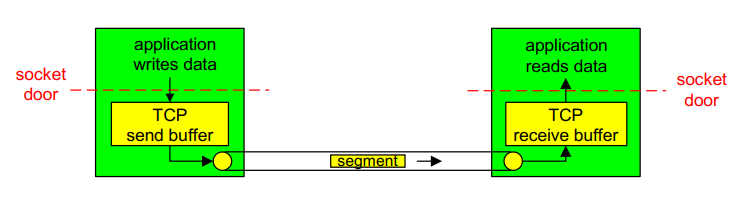 application
writes data
socket
door
TCP
send buffer
segment
application
reads data
socket
door
TCP
receive buffer